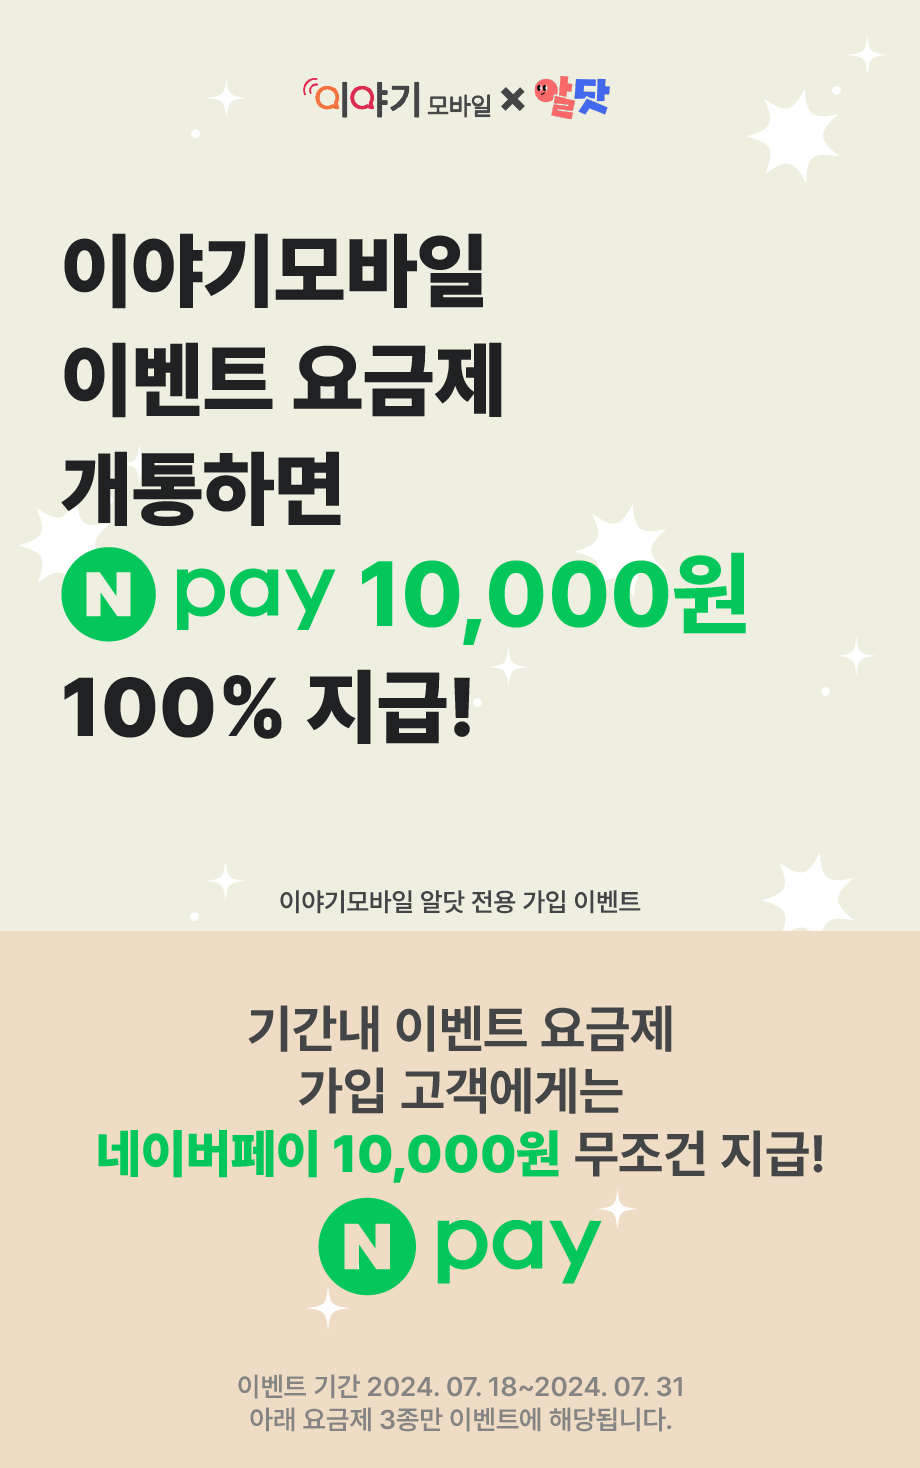 이야기 모바일 × 알닷
이야기모바일
이벤트 요금제
개통하면
N pay 10,000원
100% 지급!
이야기모바일 알닷 전용 가입 이벤트
기간내 이벤트 요금제
가입 고객에게는
네이버페이 10,000원 무조건 지급!
N pay
이벤트 기간 2024. 07. 18~2024. 07. 31
아래 요금제 3종만 이벤트에 해당됩니다.